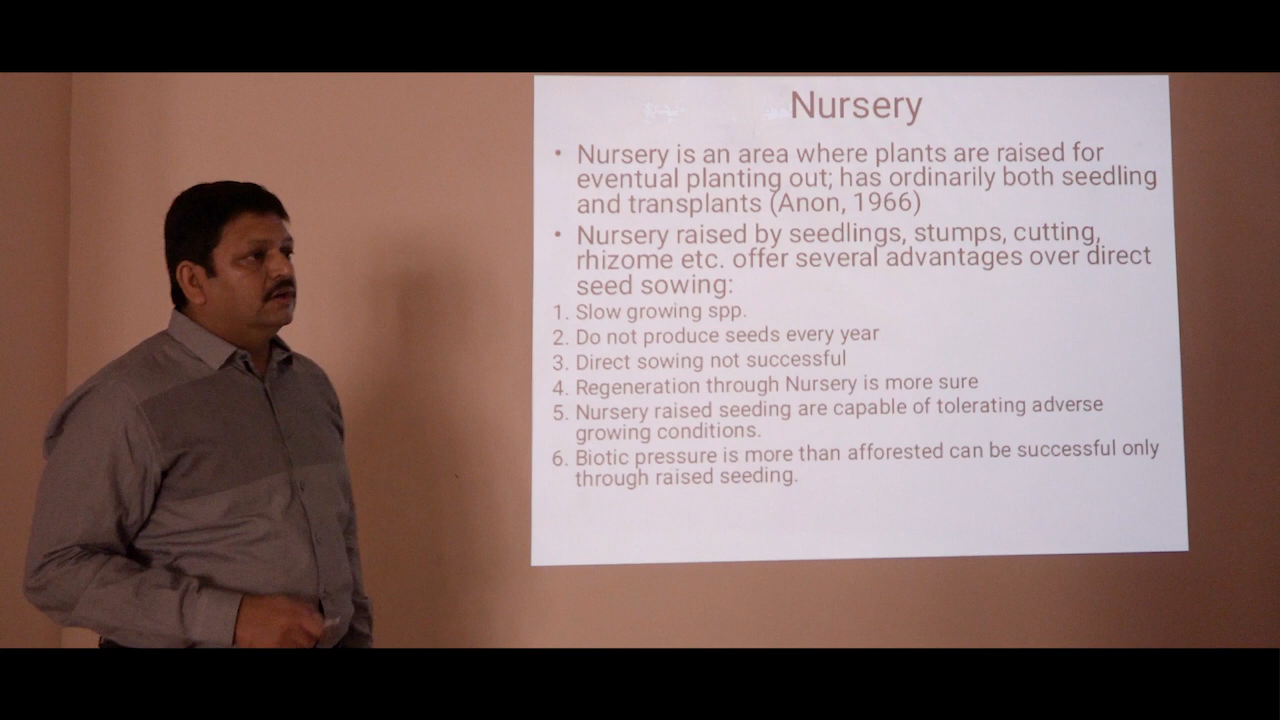 Nursery
• Nursery is an area where plants are raised for
eventual planting out; has ordinarily both seedling
and transplants (Anon, 1966)
• Nursery raised by seedlings, stumps, cutting,
rhizome etc. offer several advantages over direct
seed sowing:
1. Slow growing spp.
2. Do not produce seeds every year
3. Direct sowing not successful
4. Regeneration through Nursery is more sure
5. Nursery raised seeding are capable of tolerating adverse
growing conditions.
6. Biotic pressure is more than afforested can be successful only
through raised seeding.